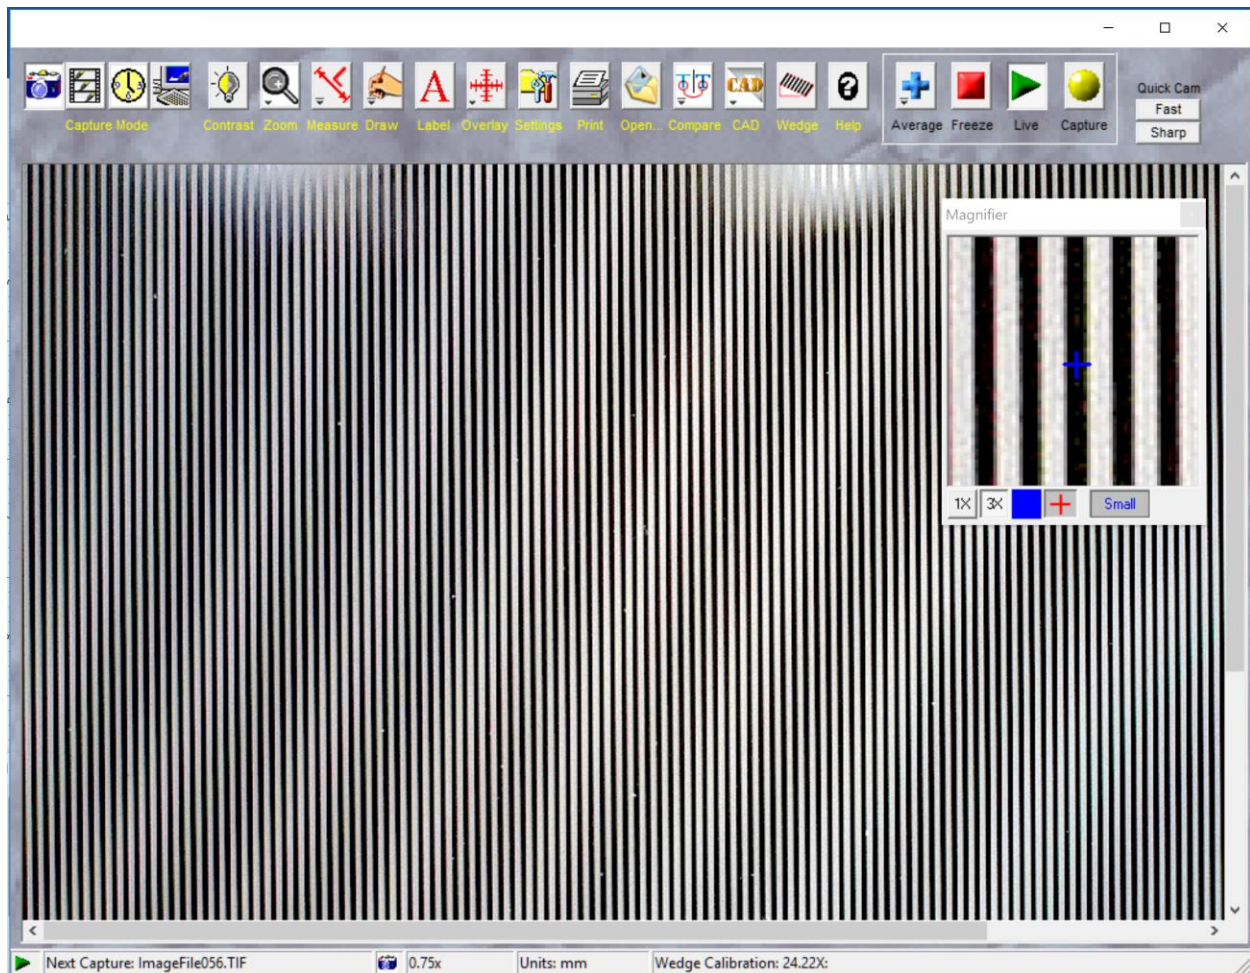 Capture Mode
Contrast
Zoom
Measure
Draw
Label
Overlay
Settings
Print
Open...
Compare
CAD
CAD
Wedge
Help
Average
Freeze
Live
Capture
Quick Cam
Fast
Sharp
Magnifier
1X
3X
Small
Next Capture: ImageFile056.TIF
0.75x
Units: mm
Wedge Calibration: 24.22X: